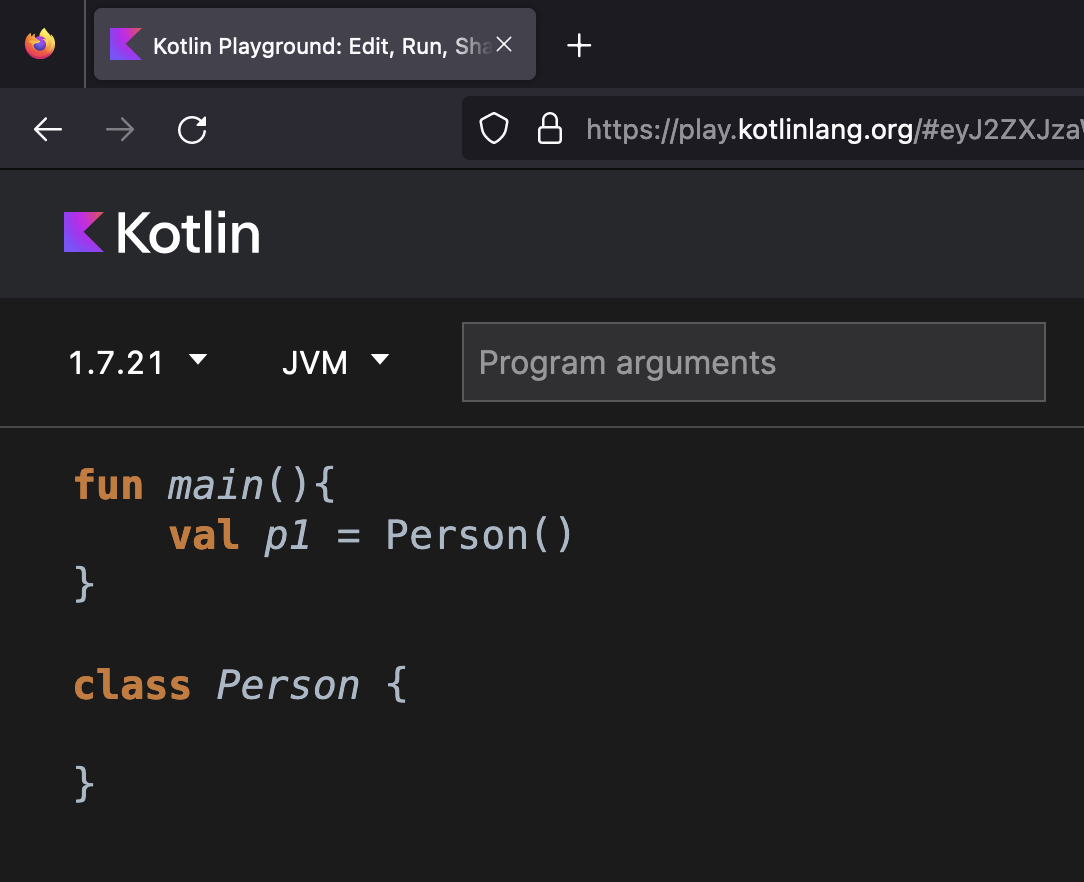 Kotlin Playground: Edit, Run, Sha
https://play.kotlinlang.org/#eyJ2ZXJza
Kotlin
1.7.21 JVM Program arguments
fun main(){
val p1 = Person()
}
class Person {
}